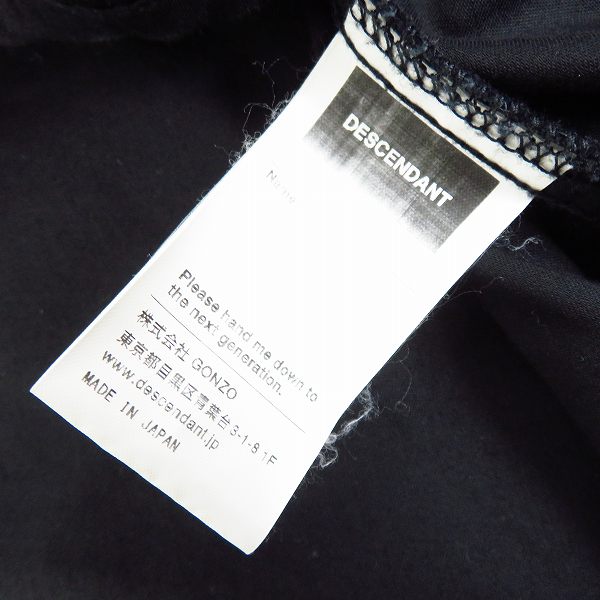 DESCENDANT
Name
Please hand me down to
the next generation.
株式会社 GONZO
東京都目黒区青葉台3-1-8 1F
www.descendant.jp
MADE IN JAPAN